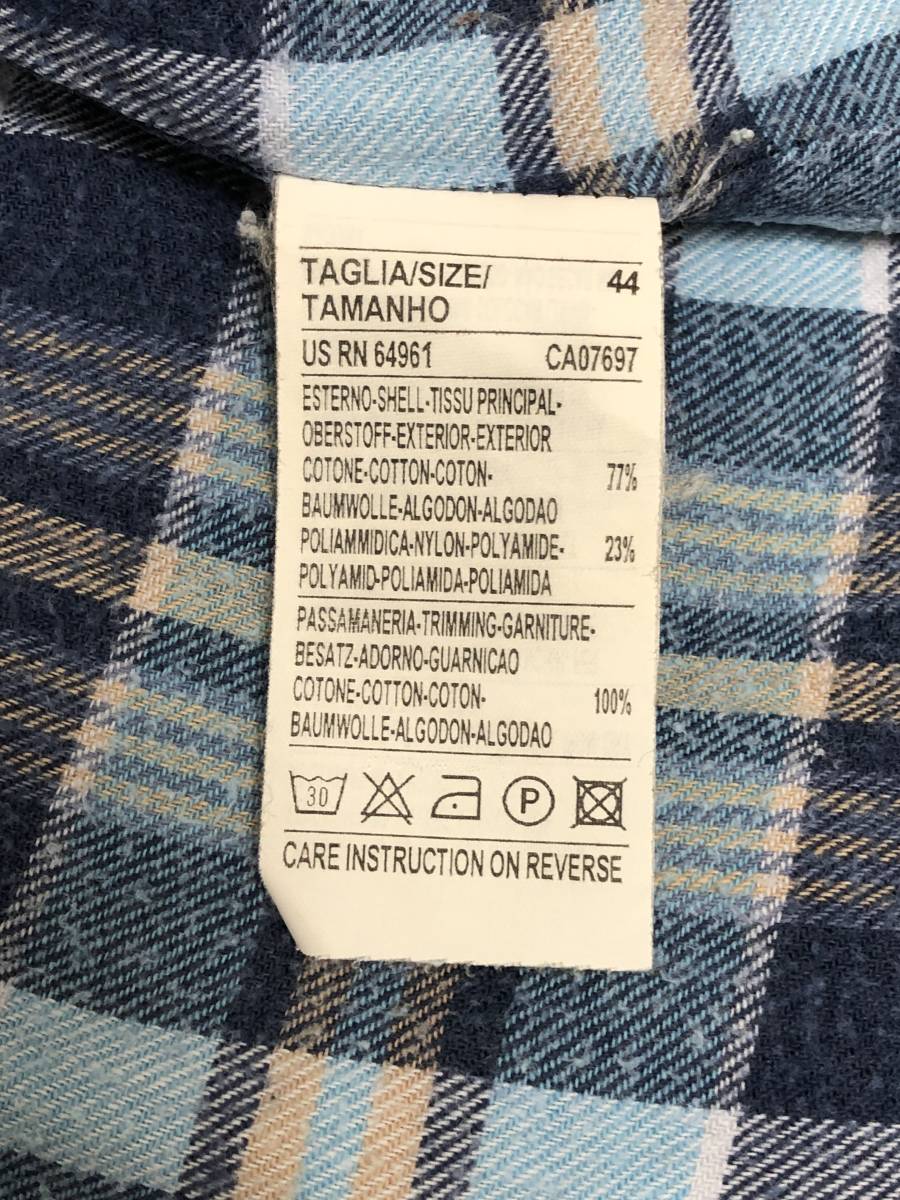 TAGLIA/SIZE/ 44
TAMANHO
US RN 64961 CA07697
ESTERNO-SHELL-TISSU PRINCIPAL-
OBERSTOFF-EXTERIOR-EXTERIOR
COTONE-COTTON-COTON- 77%
BAUMWOLLE-ALGODON-ALGODAO
POLIAMMIDICA-NYLON-POLYAMIDE- 23%
POLYAMID-POLIAMIDA-POLIAMIDA
PASSAMANERIA-TRIMMING-GARNITURE-
BESATZ-ADORNO-GUARNICAO
COTONE-COTTON-COTON- 100%
BAUMWOLLE-ALGODON-ALGODAO
30 P
CARE INSTRUCTION ON REVERSE